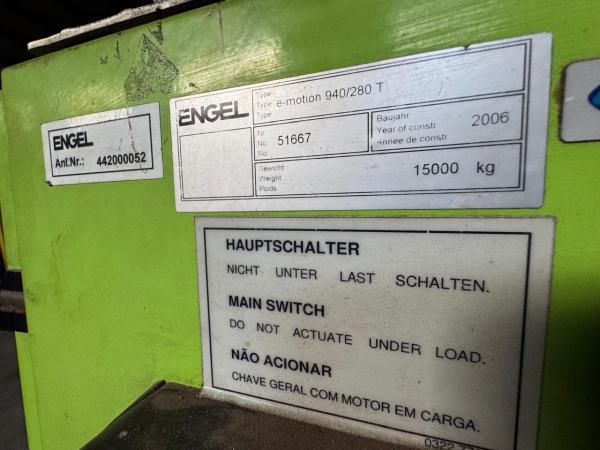 ENGEL
Anl.Nr.: 442000052
ENGEL
Type
Type e-motion 940/280 T
Type
Nr.
No. 51667
No.
Baujahr
Year of constr. 2006
Année de constr.
Gewicht
Weight 15000 kg
Poids
HAUPTSCHALTER
NICHT UNTER LAST SCHALTEN.
MAIN SWITCH
DO NOT ACTUATE UNDER LOAD.
NÃO ACIONAR
CHAVE GERAL COM MOTOR EM CARGA.
0322